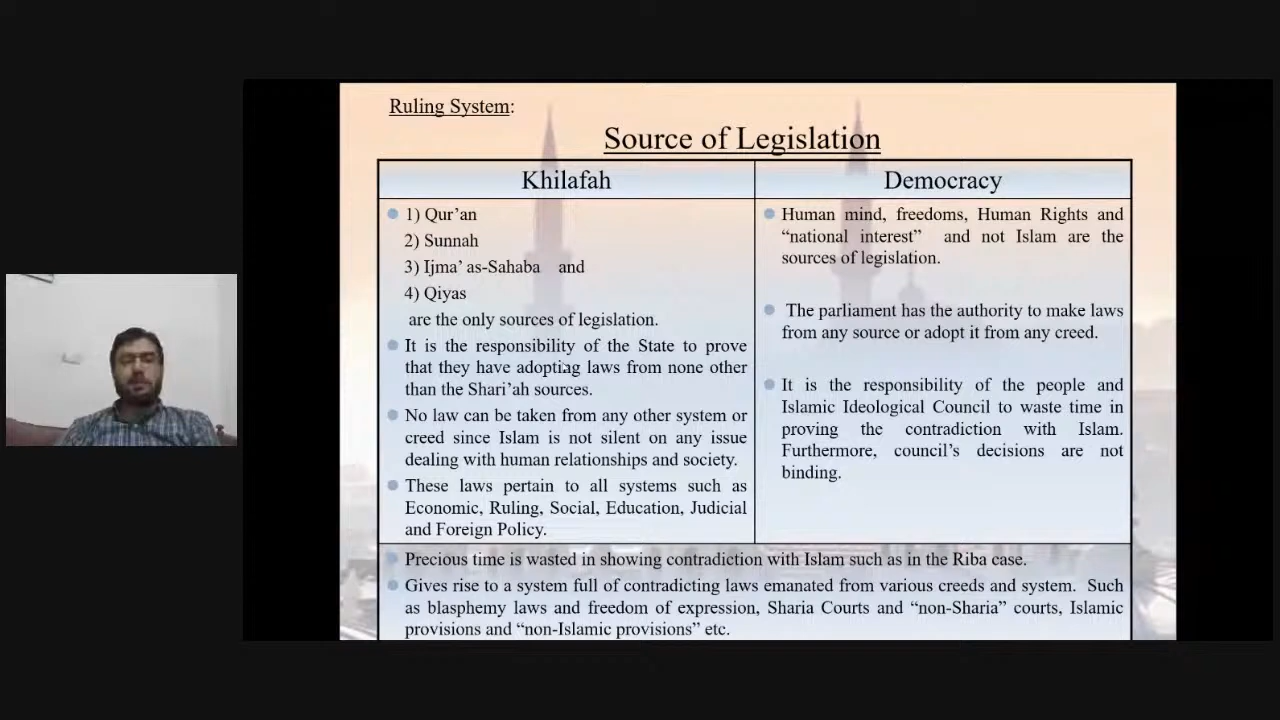 Ruling System:
Source of Legislation
Khilafah
1) Qur’an
2) Sunnah
3) Ijma’ as-Sahaba and
4) Qiyas
are the only sources of legislation.
It is the responsibility of the State to prove
that they have adopting laws from none other
than the Shari’ah sources.
No law can be taken from any other system or
creed since Islam is not silent on any issue
dealing with human relationships and society.
These laws pertain to all systems such as
Economic, Ruling, Social, Education, Judicial
and Foreign Policy.
Democracy
Human mind, freedoms, Human Rights and
“national interest” and not Islam are the
sources of legislation.
The parliament has the authority to make laws
from any source or adopt it from any creed.
It is the responsibility of the people and
Islamic Ideological Council to waste time in
proving the contradiction with Islam.
Furthermore, council’s decisions are not
binding.
Precious time is wasted in showing contradiction with Islam such as in the Riba case.
Gives rise to a system full of contradicting laws emanated from various creeds and system. Such
as blasphemy laws and freedom of expression, Sharia Courts and “non-Sharia” courts, Islamic
provisions and “non-Islamic provisions” etc.